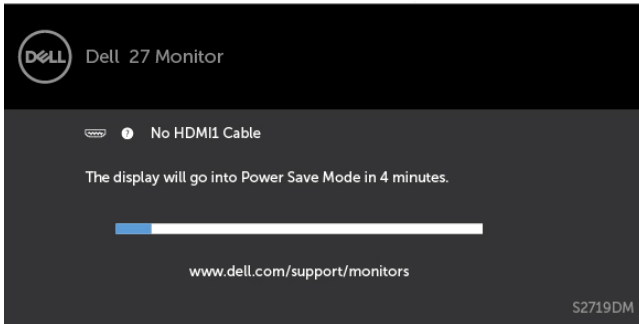 DELL
Dell 27 Monitor
? No HDMI1 Cable
The display will go into Power Save Mode in 4 minutes.
www.dell.com/support/monitors
S2719DM